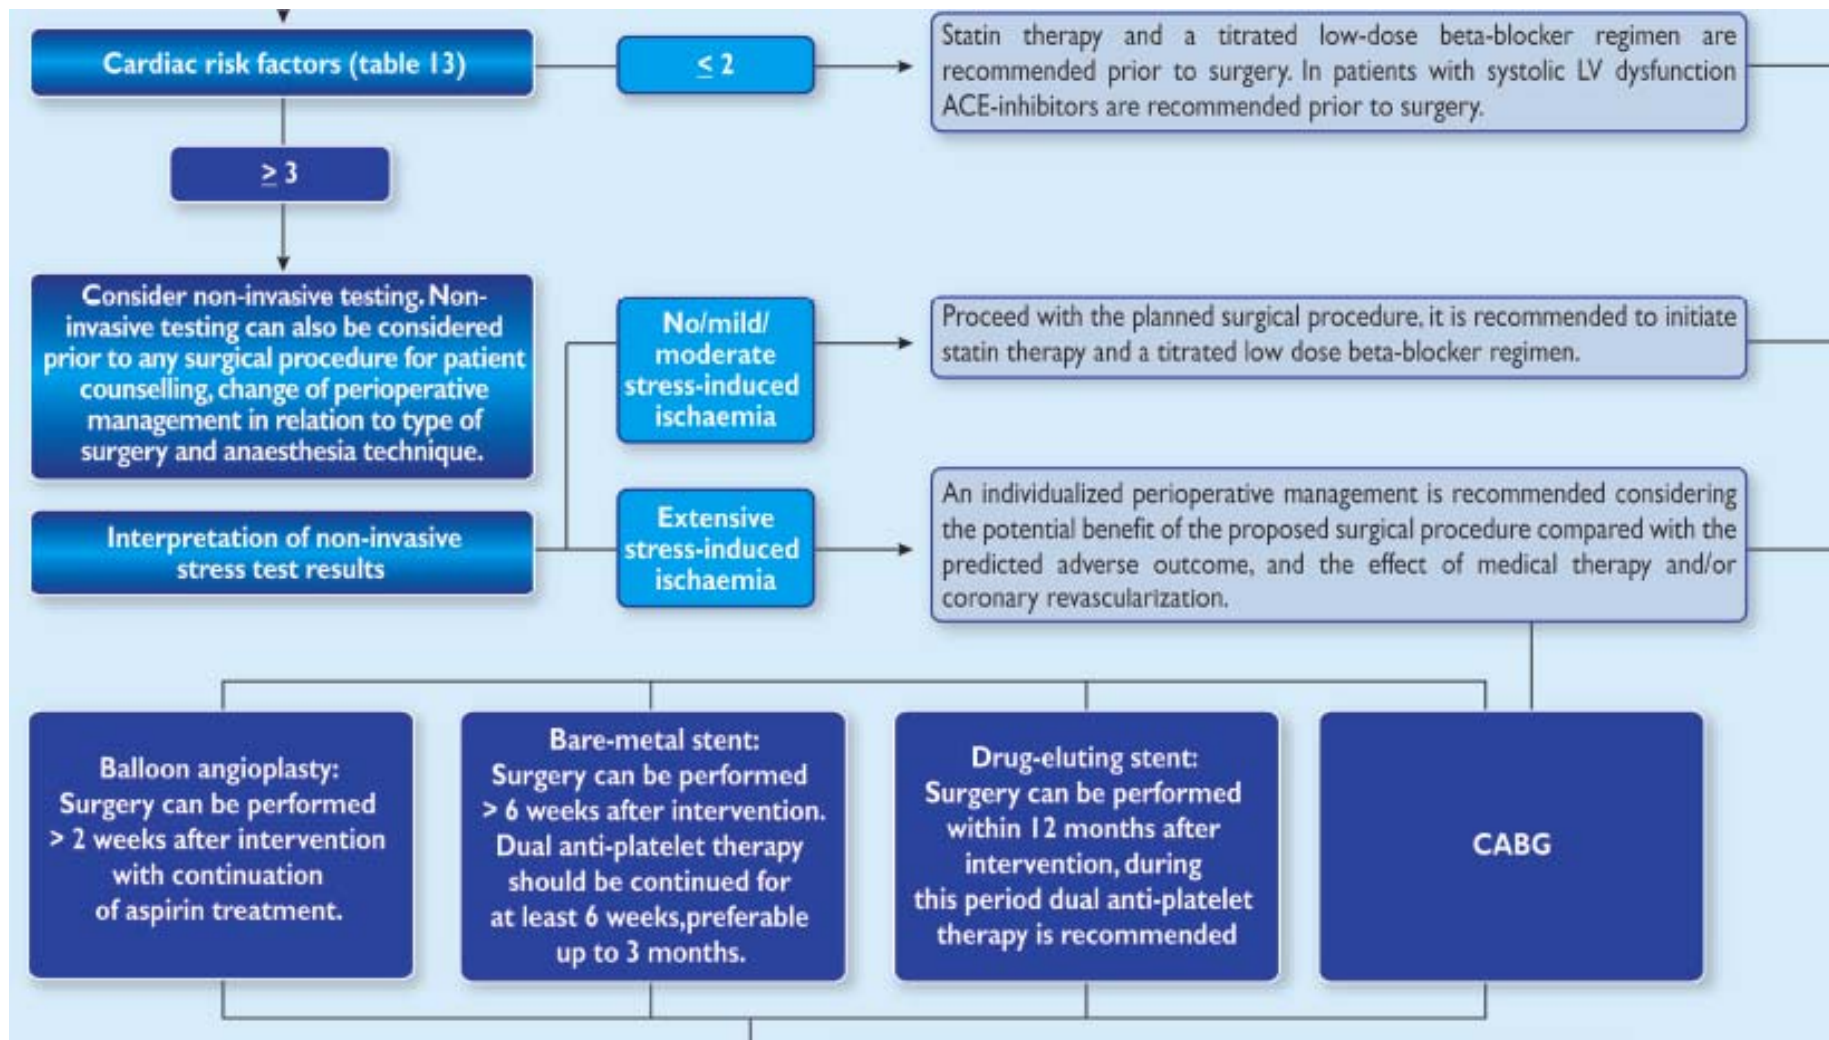 Cardiac risk factors (table 13)
≤ 2
Statin therapy and a titrated low-dose beta-blocker regimen are
recommended prior to surgery. In patients with systolic LV dysfunction
ACE-inhibitors are recommended prior to surgery.
≥ 3
Consider non-invasive testing. Non-
invasive testing can also be considered
prior to any surgical procedure for patient
counselling, change of perioperative
management in relation to type of
surgery and anaesthesia technique.
No/mild/
moderate
stress-induced
ischaemia
Proceed with the planned surgical procedure, it is recommended to initiate
statin therapy and a titrated low dose beta-blocker regimen.
Interpretation of non-invasive
stress test results
Extensive
stress-induced
ischaemia
An individualized perioperative management is recommended considering
the potential benefit of the proposed surgical procedure compared with the
predicted adverse outcome, and the effect of medical therapy and/or
coronary revascularization.
Balloon angioplasty:
Surgery can be performed
> 2 weeks after intervention
with continuation
of aspirin treatment.
Bare-metal stent:
Surgery can be performed
> 6 weeks after intervention.
Dual anti-platelet therapy
should be continued for
at least 6 weeks,preferable
up to 3 months.
Drug-eluting stent:
Surgery can be performed
within 12 months after
intervention, during
this period dual anti-platelet
therapy is recommended
CABG